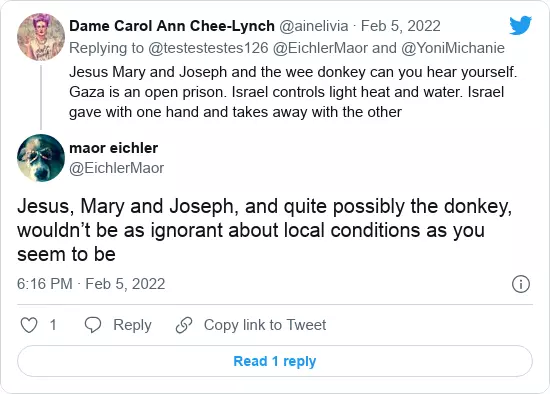 Dame Carol Ann Chee-Lynch @ainelivia · Feb 5, 2022
Replying to @testestestes126 @EichlerMaor and @YoniMichanie
Jesus Mary and Joseph and the wee donkey can you hear yourself.
Gaza is an open prison. Israel controls light heat and water. Israel
gave with one hand and takes away with the other
maor eichler
@EichlerMaor
Jesus, Mary and Joseph, and quite possibly the donkey,
wouldn’t be as ignorant about local conditions as you
seem to be
6:16 PM · Feb 5, 2022
1 Reply Copy link to Tweet
Read 1 reply